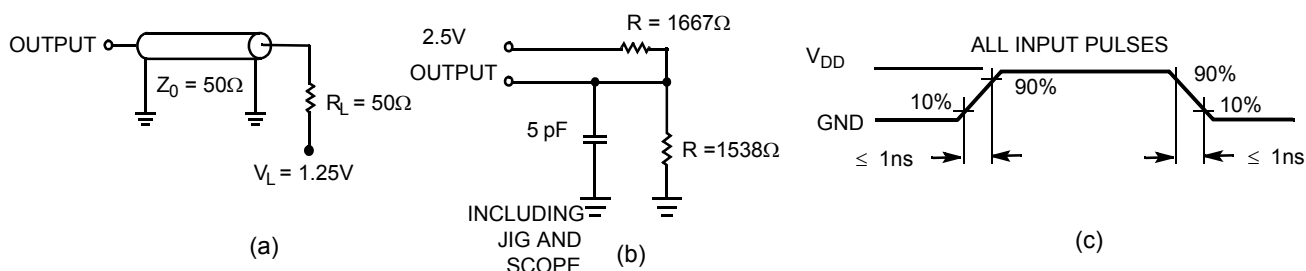 OUTPUT
Z0 = 50Ω
RL = 50Ω
VL = 1.25V
(a)
R = 1667Ω
2.5V
OUTPUT
5 pF
R =1538Ω
INCLUDING
JIG AND
SCOPE
(b)
ALL INPUT PULSES
VDD
GND
10%
90%
90%
10%
≤ 1ns
≤ 1ns
(c)